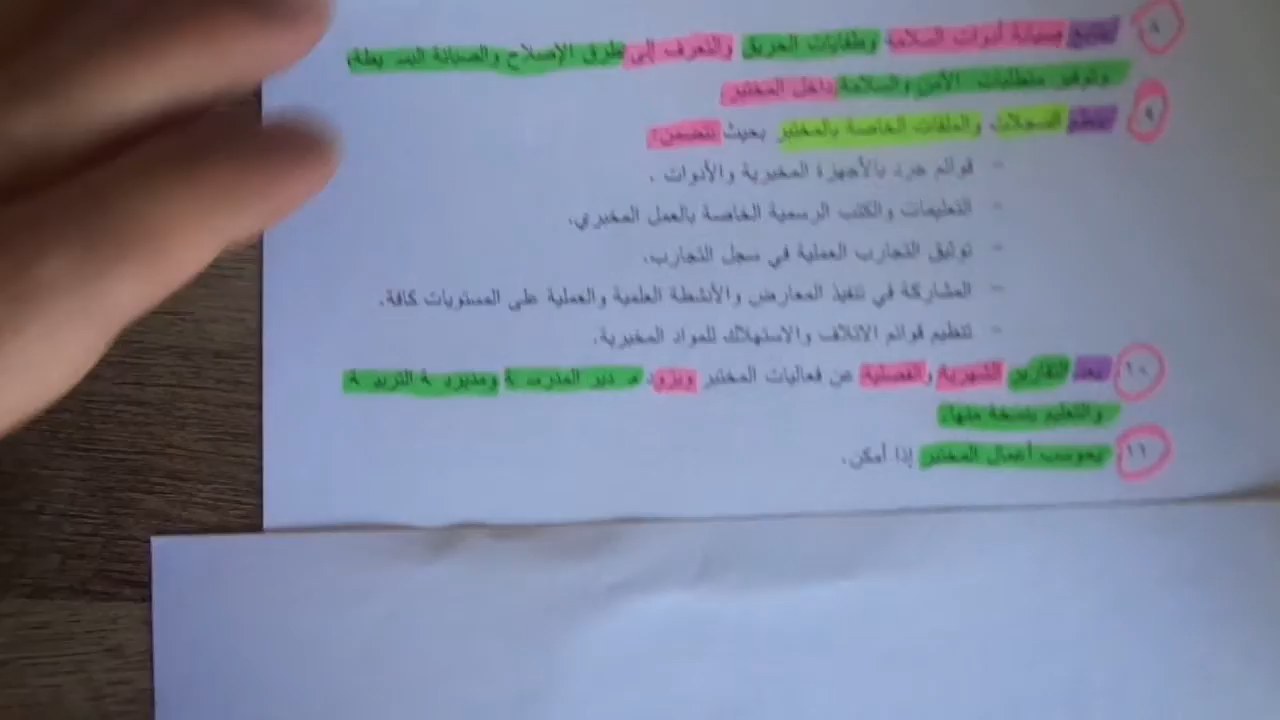 ٨ يتابع صيانة أدوات السلامة وطفايات الحريق والتعرف إلى طرق الإصلاح والصيانة البسيطة،
وتوفير متطلبات الأمن والسلامة داخل المختبر.
٩ ينظم السجلات والملفات الخاصة بالمختبر بحيث تتضمن:
- قوائم جرد بالأجهزة المخبرية والأدوات .
- التعليمات والكتب الرسمية الخاصة بالعمل المخبري.
- توثيق التجارب العملية في سجل التجارب.
- المشاركة في تنفيذ المعارض والأنشطة العلمية والعملية على المستويات كافة.
- تنظيم قوائم الاتلاف والاستهلاك للمواد المخبرية.
١٠ يعد التقارير الشهرية والفصلية عن فعاليات المختبر ويزود مدير المدرسة ومديرية التربية
والتعليم بنسخة منها.
١١ يحوسب أعمال المختبر إذا أمكن.